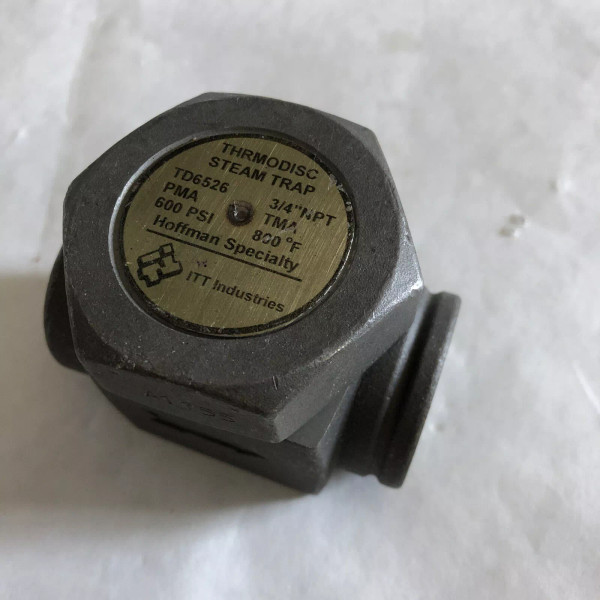 THRMODISC
STEAM TRAP
TD6526 3/4"NPT
PMA TMA
600 PSI 800 °F
Hoffman Specialty
ITT Industries